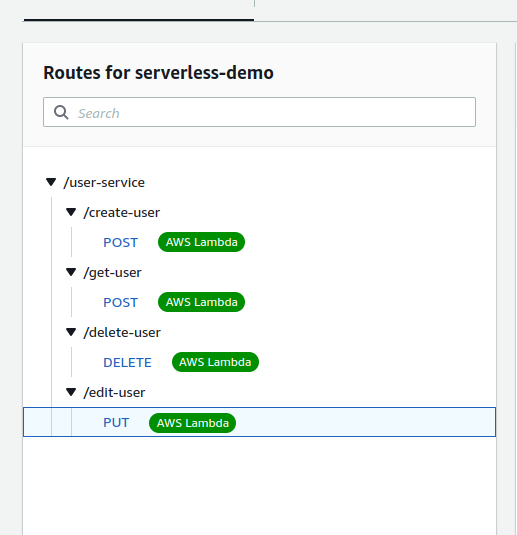 Routes for serverless-demo
Search
/user-service
/create-user
POST AWS Lambda
/get-user
POST AWS Lambda
/delete-user
DELETE AWS Lambda
/edit-user
PUT AWS Lambda